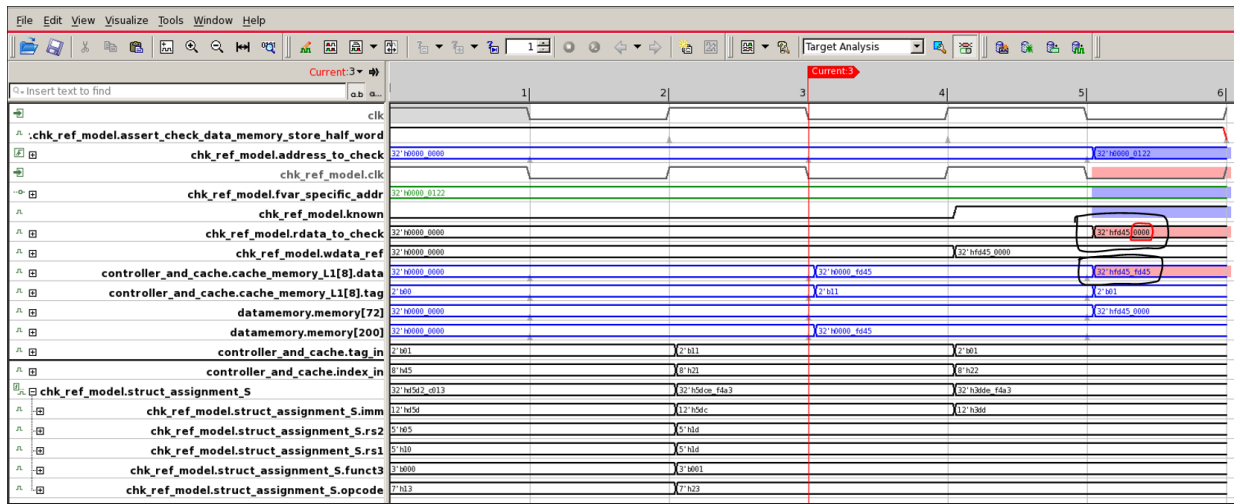 File Edit View Visualize Tools Window Help
1 Target Analysis
Current:3
Insert text to find a.b a...
Current:3
1 2 3 4 5 6
clk
.chk_ref_model.assert_check_data_memory_store_half_word
chk_ref_model.address_to_check 32'h0000_0000 32'h0000_0122
chk_ref_model.clk
chk_ref_model.fvar_specific_addr 32'h0000_0122
chk_ref_model.known
chk_ref_model.rdata_to_check 32'h0000_0000 32'hfd45_0000
chk_ref_model.wdata_ref 32'h0000_0000 32'hfd45_0000
controller_and_cache.cache_memory_L1[8].data 32'h0000_0000 32'h0000_fd45 32'hfd45_fd45
controller_and_cache.cache_memory_L1[8].tag 2'b00 2'b11 2'b01
datamemory.memory[72] 32'h0000_0000 32'hfd45_0000
datamemory.memory[200] 32'h0000_0000 32'h0000_fd45
controller_and_cache.tag_in 2'b01 2'b11 2'b01
controller_and_cache.index_in 8'h45 8'h21 8'h22
chk_ref_model.struct_assignment_S 32'hd5d2_c013 32'h5dce_f4a3 32'h3dde_f4a3
chk_ref_model.struct_assignment_S.imm 12'hd5d 12'h5dc 12'h3dd
chk_ref_model.struct_assignment_S.rs2 5'h05 5'h1d
chk_ref_model.struct_assignment_S.rs1 5'h10 5'h1d
chk_ref_model.struct_assignment_S.funct3 3'b000 3'b001
chk_ref_model.struct_assignment_S.opcode 7'h13 7'h23